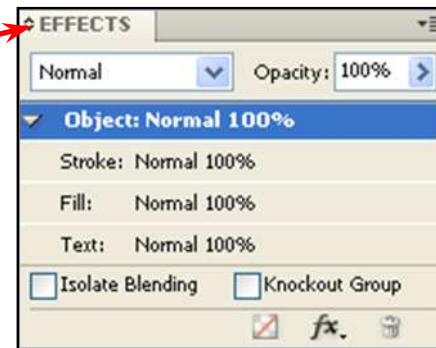 EFFECTS
Normal Opacity: 100%
Object: Normal 100%
Stroke: Normal 100%
Fill: Normal 100%
Text: Normal 100%
Isolate Blending Knockout Group
fx.